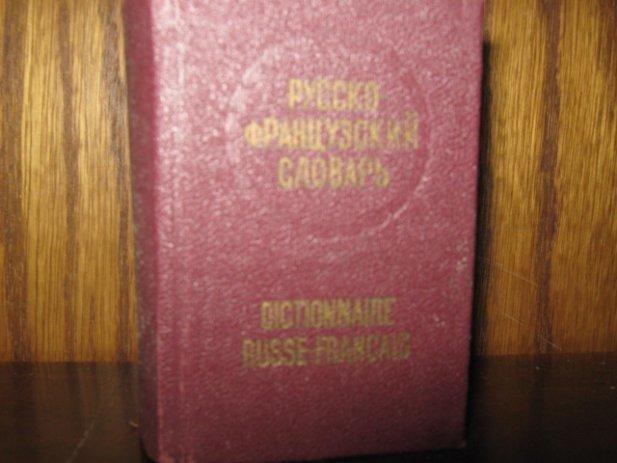 РУССКО-
ФРАНЦУЗСКИЙ
СЛОВАРЬ
DICTIONNAIRE
RUSSE-FRANÇAIS